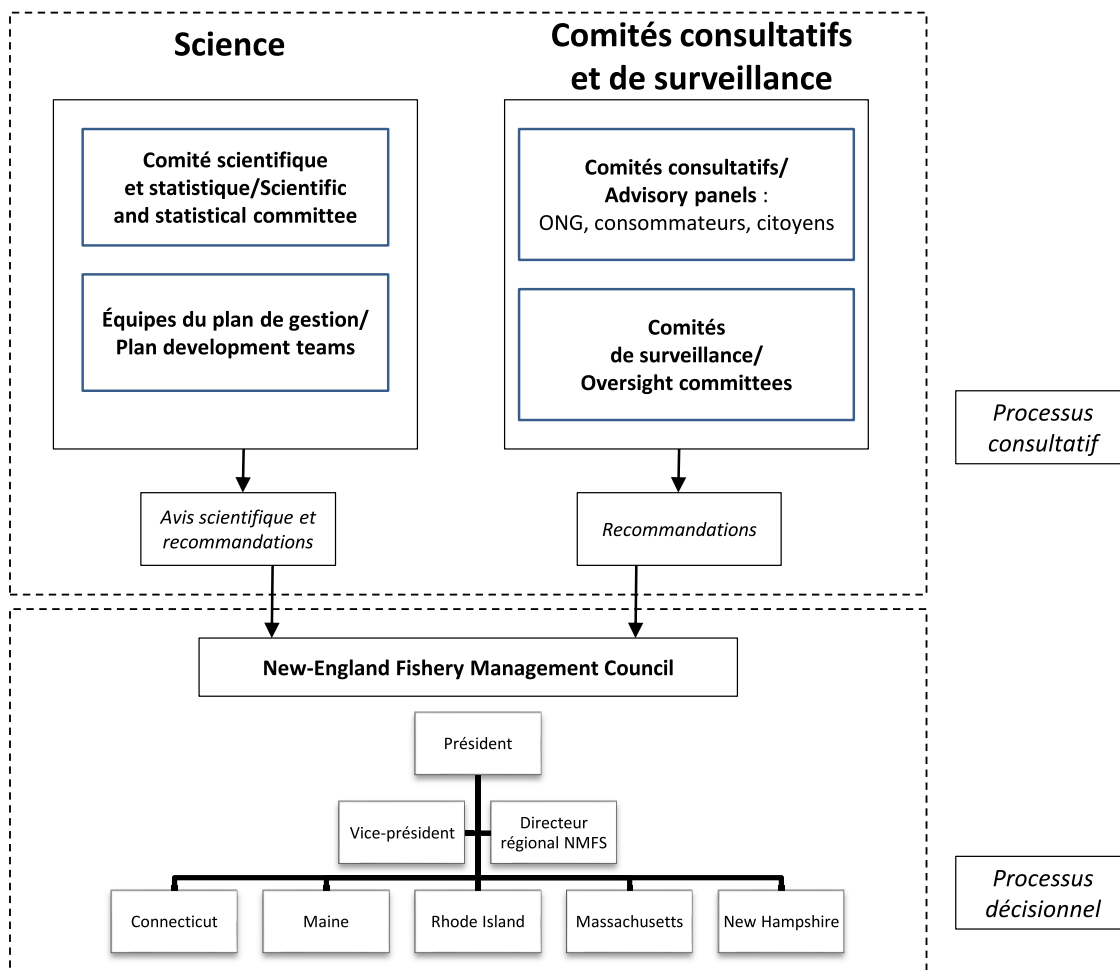 Science
Comités consultatifs
et de surveillance
Comité scientifique
et statistique/Scientific
and statistical committee
Équipes du plan de gestion/
Plan development teams
Comités consultatifs/
Advisory panels :
ONG, consommateurs, citoyens
Comités
de surveillance/
Oversight committees
Processus
consultatif
Avis scientifique et
recommandations
Recommandations
New-England Fishery Management Council
Président
Vice-président
Directeur
régional NMFS
Connecticut
Maine
Rhode Island
Massachusetts
New Hampshire
Processus
décisionnel